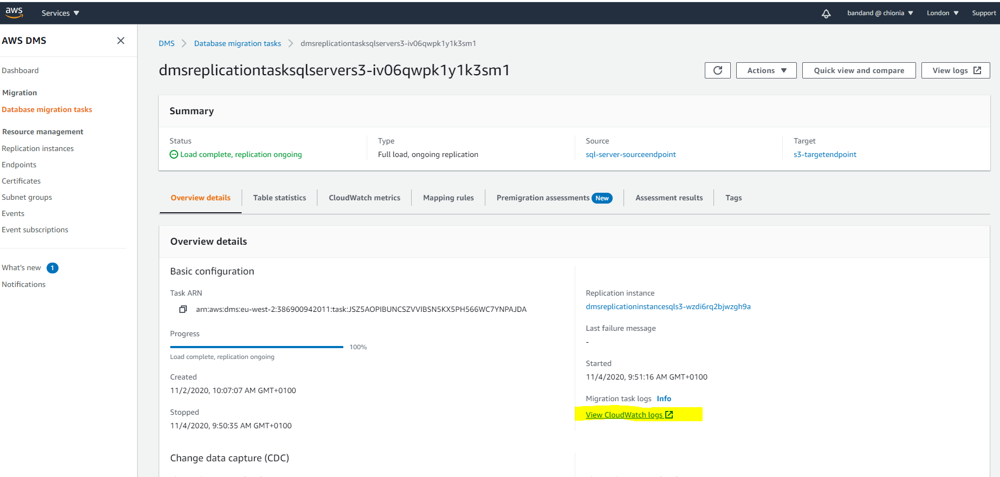 aws
Services
bandand @ chionia
London
Support
AWS DMS
Dashboard
Migration
Database migration tasks
Resource management
Replication instances
Endpoints
Certificates
Subnet groups
Events
Event subscriptions
What's new 1
Notifications
DMS Database migration tasks dmsreplicationtasksqlservers3-iv06qwpk1y1k3sm1
dmsreplicationtasksqlservers3-iv06qwpk1y1k3sm1
Actions
Quick view and compare
View logs
Summary
Status
Load complete, replication ongoing
Type
Full load, ongoing replication
Source
sql-server-sourceendpoint
Target
s3-targetendpoint
Overview details
Table statistics
CloudWatch metrics
Mapping rules
Premigration assessments New
Assessment results
Tags
Overview details
Basic configuration
Task ARN
arn:aws:dms:eu-west-2:386900942011:task:JSZ5AOPIBUNCSZVVIBSN5KX5PH566WC7YNPAJDA
Progress
100%
Load complete, replication ongoing
Created
11/2/2020, 10:07:07 AM GMT+0100
Stopped
11/4/2020, 9:50:35 AM GMT+0100
Replication instance
dmsreplicationinstancesqls3-wzdi6rq2bjwzgh9a
Last failure message
-
Started
11/4/2020, 9:51:16 AM GMT+0100
Migration task logs Info
View CloudWatch logs
Change data capture (CDC)